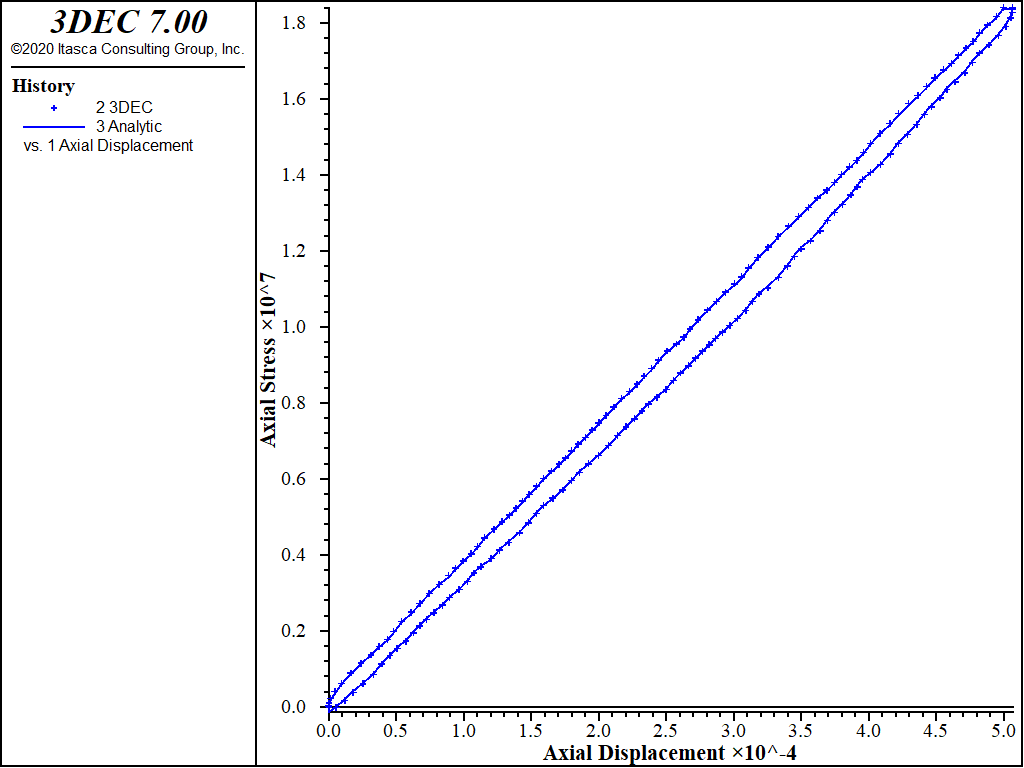 3DEC 7.00
©2020 Itasca Consulting Group, Inc.
History
2 3DEC
3 Analytic
vs. 1 Axial Displacement
Axial Stress ×10^7
1.8
1.6
1.4
1.2
1.0
0.8
0.6
0.4
0.2
0.0
0.0 0.5 1.0 1.5 2.0 2.5 3.0 3.5 4.0 4.5 5.0
Axial Displacement ×10^-4